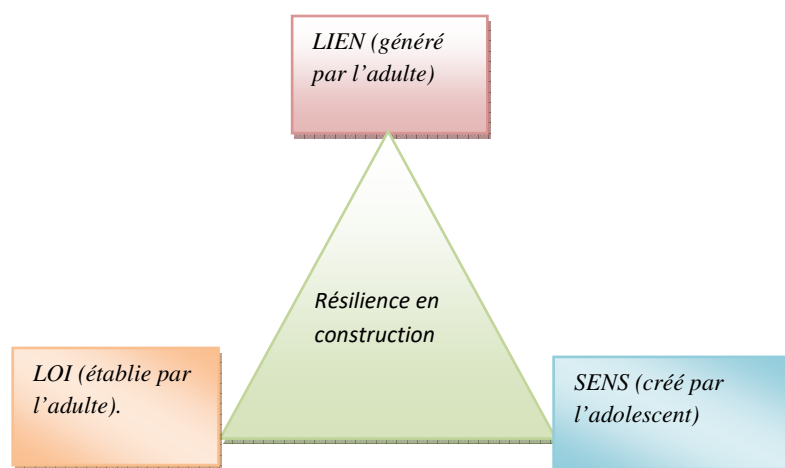 LIEN (généré
par l’adulte)
Résilience en
construction
LOI (établie par
l’adulte).
SENS (créé par
l’adolescent)